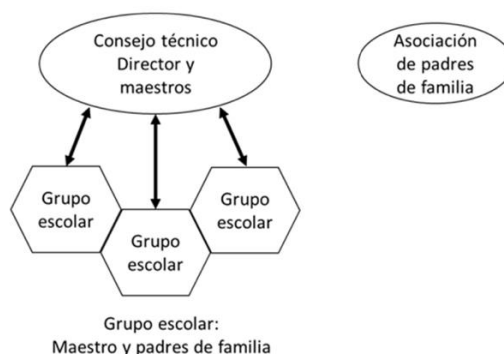 Consejo técnico
Director y
maestros
Asociación
de padres
de familia
Grupo
escolar
Grupo
escolar
Grupo
escolar
Grupo escolar:
Maestro y padres de familia